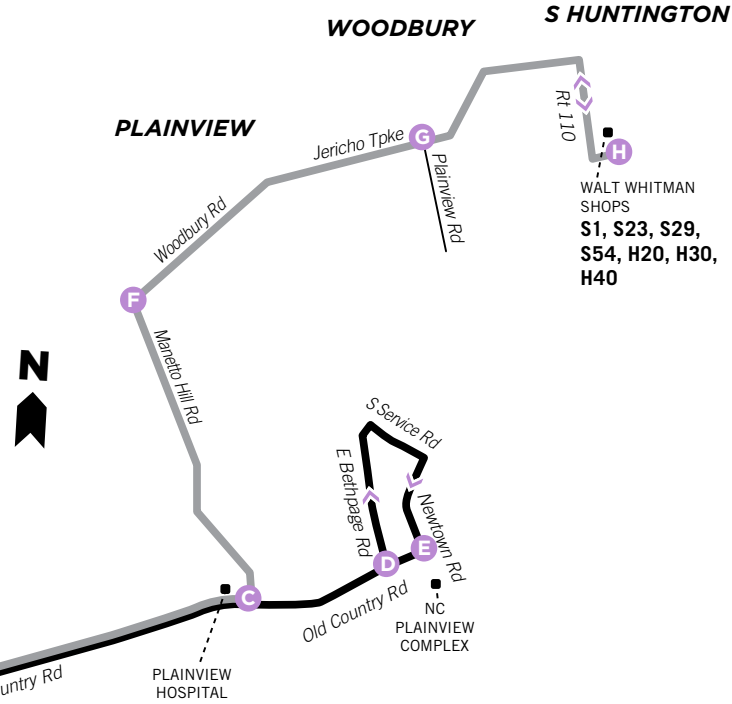 S HUNTINGTON
WOODBURY
PLAINVIEW
Jericho Tpke
G
Rt 110
H
Plainview Rd
WALT WHITMAN
SHOPS
S1, S23, S29,
S54, H20, H30,
H40
Woodbury Rd
F
Manetto Hill Rd
N
S Service Rd
E Bethpage Rd
Newtown Rd
D
E
C
Old Country Rd
NC
PLAINVIEW
COMPLEX
untry Rd
PLAINVIEW
HOSPITAL